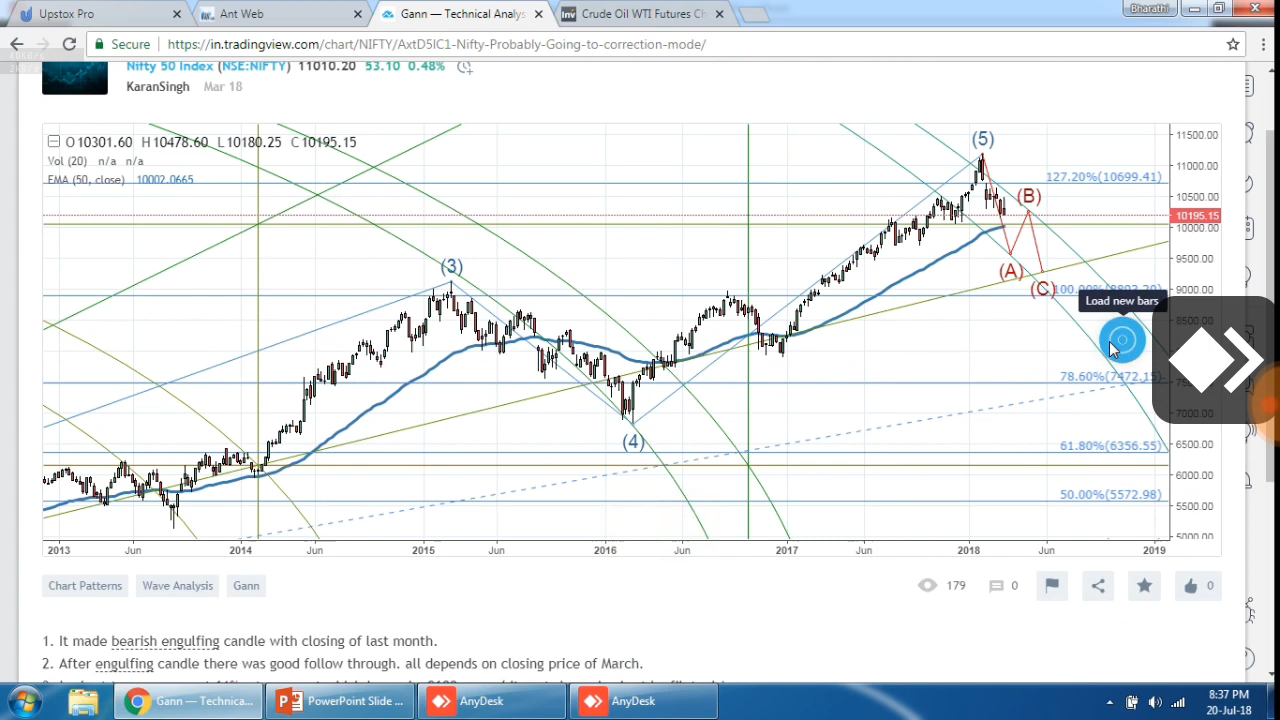 Upstox Pro
Ant Web
Gann — Technical Analys
Crude Oil WTI Futures Ch
Bharathi
Secure
https://in.tradingview.com/chart/NIFTY/AxtD5IC1-Nifty-Probably-Going-to-correction-mode/
Nifty 50 Index (NSE:NIFTY) 11010.20 53.10 0.48%
KaranSingh Mar 18
O10301.60 H10478.60 L10180.25 C10195.15
Vol (20) n/a n/a
EMA (50, close) 10002.0665
(5)
127.20%(10699.41)
(B)
(3)
(A)
(C)
Load new bars
78.60%(7472.15)
(4)
61.80%(6356.55)
50.00%(5572.98)
11500.00
11000.00
10500.00
10195.15
10000.00
9500.00
9000.00
8500.00
7000.00
6500.00
6000.00
5500.00
5000.00
2013 Jun 2014 Jun 2015 Jun 2016 Jun 2017 Jun 2018 Jun 2019
Chart Patterns
Wave Analysis
Gann
179
0
0
1. It made bearish engulfing candle with closing of last month.
2. After engulfing candle there was good follow through. all depends on closing price of March.
Gann — Technica...
PowerPoint Slide ...
AnyDesk
AnyDesk
8:37 PM
20-Jul-18